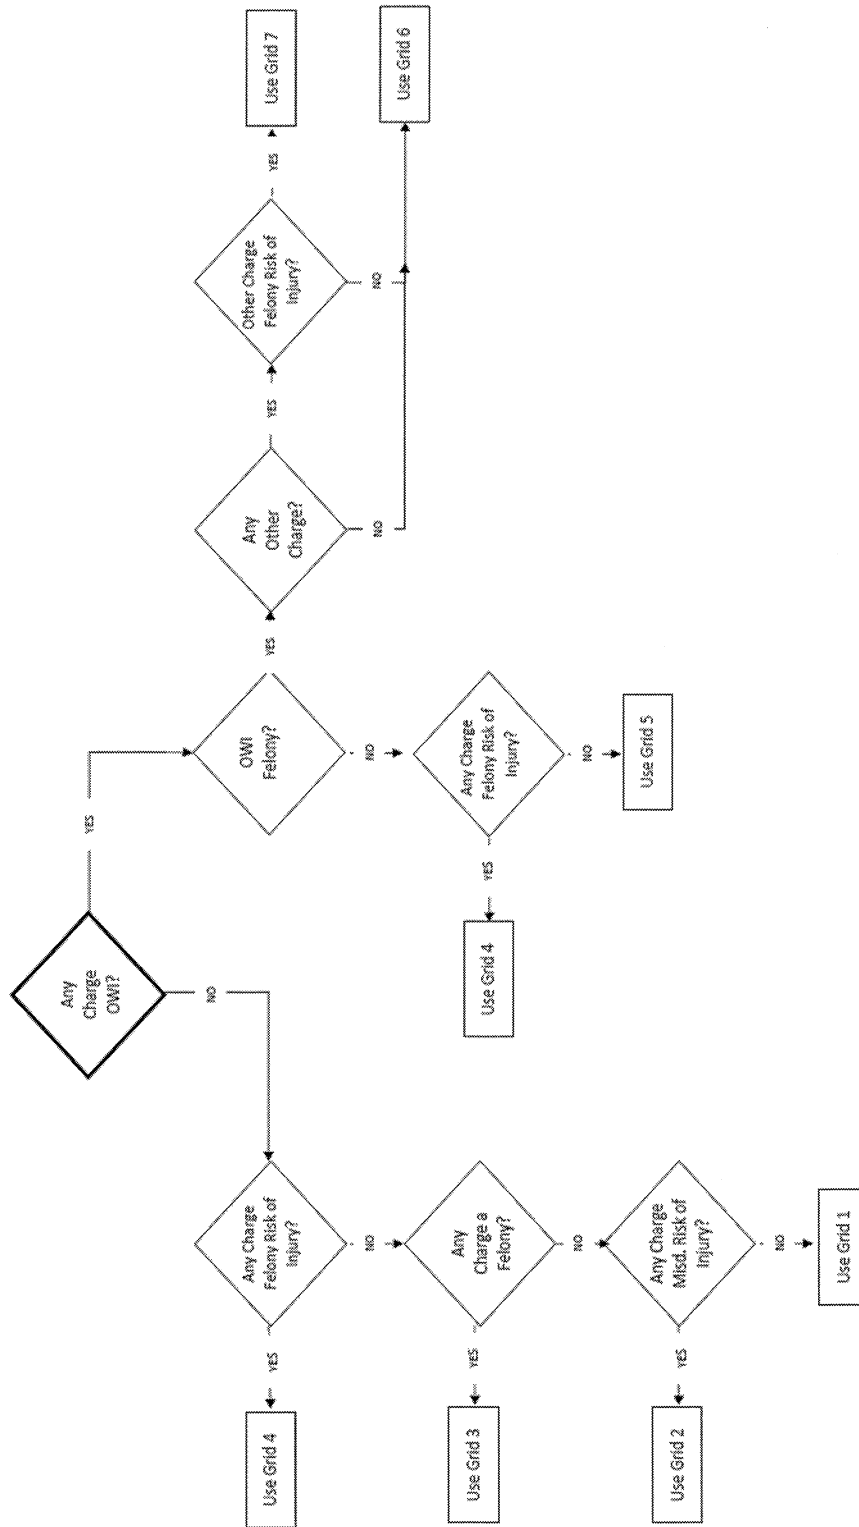 Any
Charge
OWI?
YES
NO
Any Charge
Felony Risk of
Injury?
YES
Use Grid 4
NO
Any
Charge a
Felony?
YES
Use Grid 3
NO
Any Charge
Misd. Risk of
Injury?
YES
Use Grid 2
NO
Use Grid 1
OWI
Felony?
NO
Any Charge
Felony Risk of
Injury?
YES
Use Grid 4
NO
Use Grid 5
YES
Any
Other
Charge?
NO
YES
Other Charge
Felony Risk of
Injury?
NO
YES
Use Grid 7
Use Grid 6